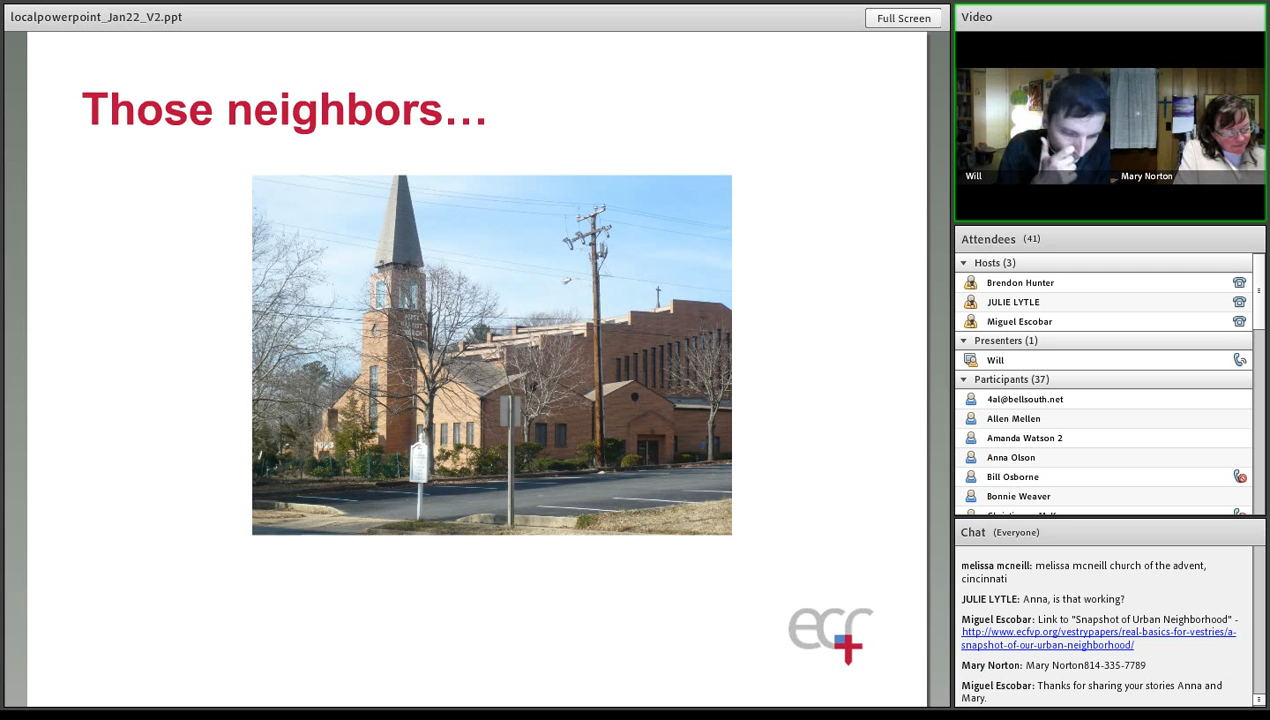 localpowerpoint_Jan22_V2.ppt
Full Screen
Those neighbors…
ecf
Video
Will
Mary Norton
Attendees (41)
Hosts (3)
Brendon Hunter
JULIE LYTLE
Miguel Escobar
Presenters (1)
Will
Participants (37)
4al@bellsouth.net
Allen Mellen
Amanda Watson 2
Anna Olson
Bill Osborne
Bonnie Weaver
Chat (Everyone)
melissa mcneill: melissa mcneill church of the advent,
cincinnati
JULIE LYTLE: Anna, is that working?
Miguel Escobar: Link to "Snapshot of Urban Neighborhood" -
http://www.ecfvp.org/vestrypapers/real-basics-for-vestries/a-
snapshot-of-our-urban-neighborhood/
Mary Norton: Mary Norton814-335-7789
Miguel Escobar: Thanks for sharing your stories Anna and
Mary.